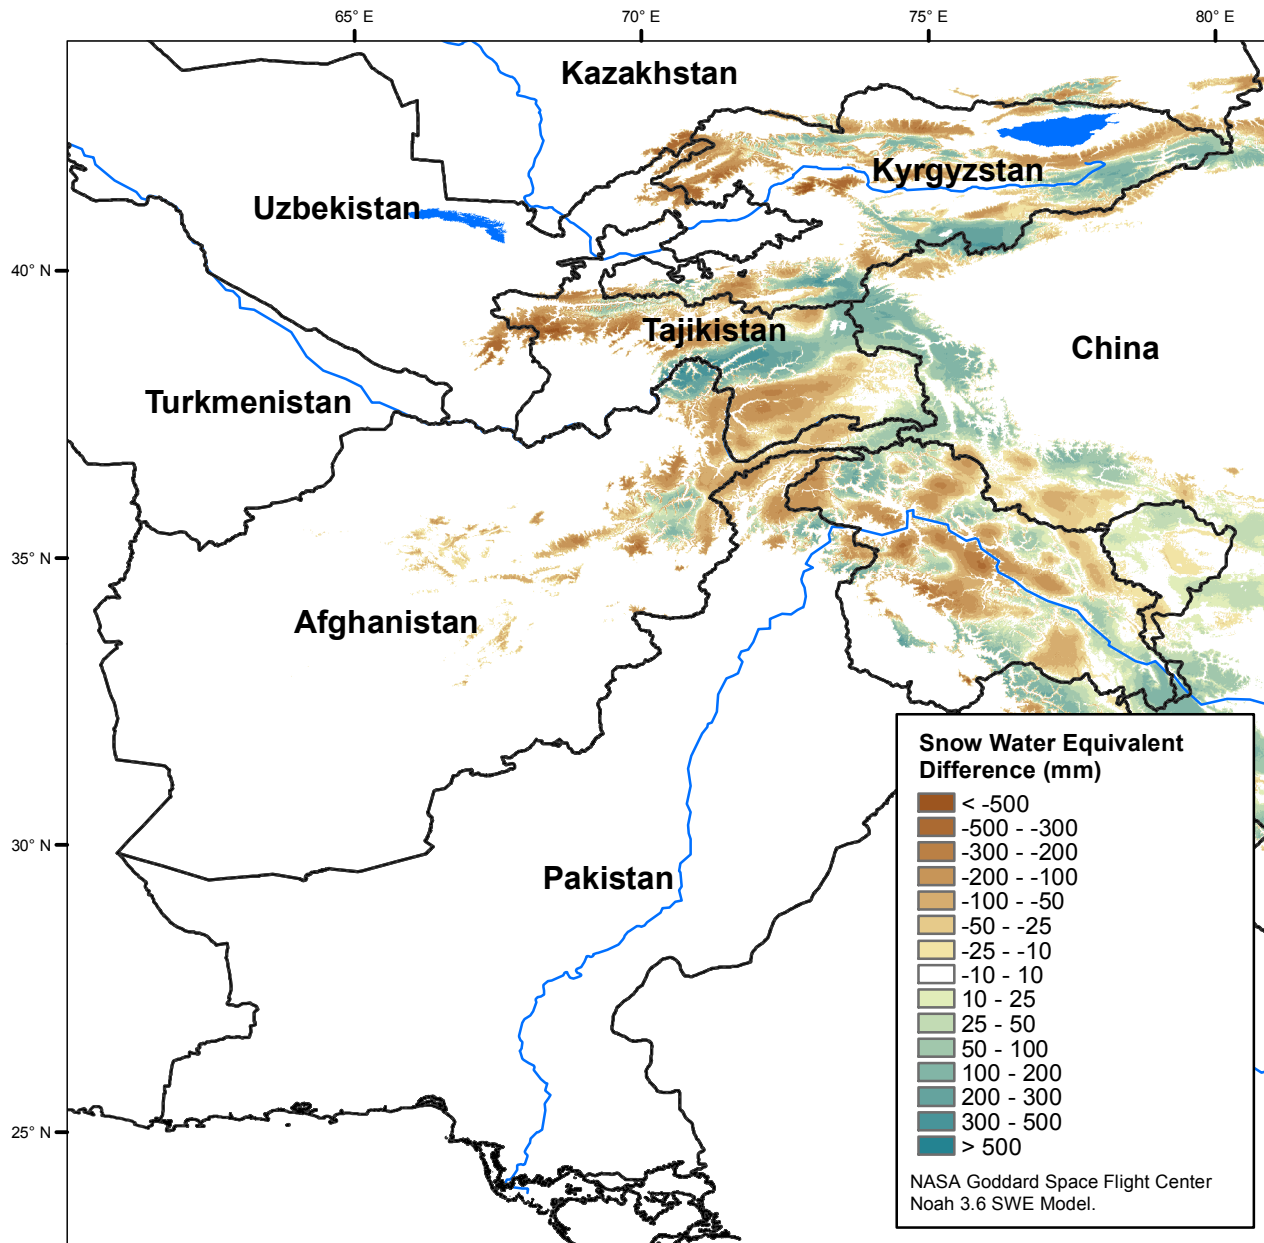 65° E 70° E 75° E 80° E
Kazakhstan
Kyrgyzstan
Uzbekistan
40° N
Tajikistan
China
Turkmenistan
35° N
Afghanistan
Snow Water Equivalent
Difference (mm)
< -500
-500 - -300
-300 - -200
-200 - -100
-100 - -50
-50 - -25
-25 - -10
-10 - 10
10 - 25
25 - 50
50 - 100
100 - 200
200 - 300
300 - 500
> 500
30° N
Pakistan
25° N
NASA Goddard Space Flight Center
Noah 3.6 SWE Model.